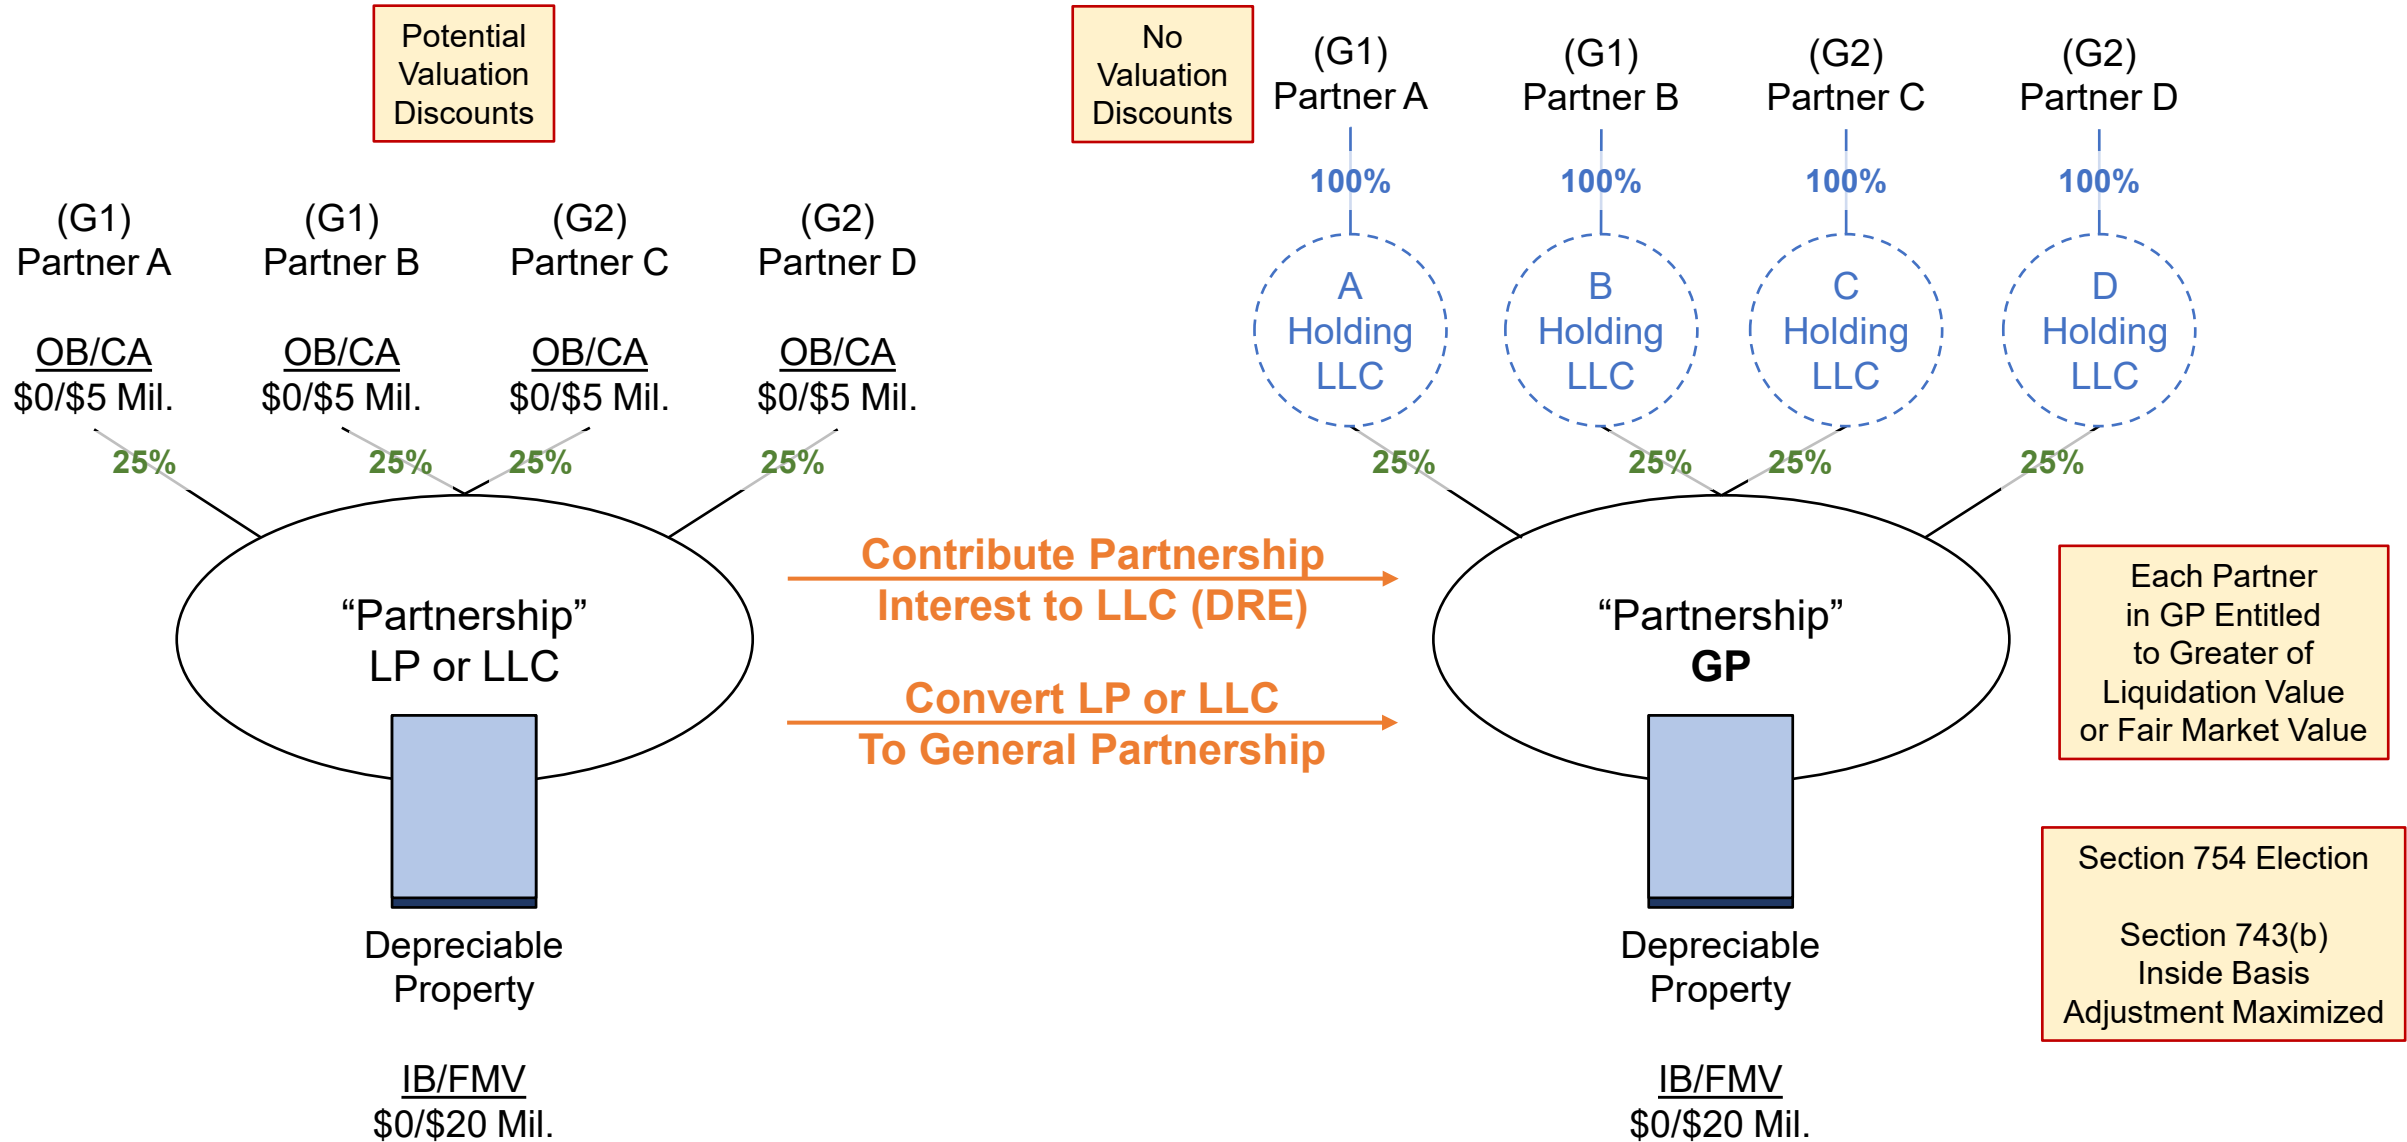 Potential
Valuation
Discounts
(G1)
Partner A
OB/CA
$0/$5 Mil.
25%
(G1)
Partner B
OB/CA
$0/$5 Mil.
25%
(G2)
Partner C
OB/CA
$0/$5 Mil.
25%
(G2)
Partner D
OB/CA
$0/$5 Mil.
25%
“Partnership”
LP or LLC
Depreciable
Property
IB/FMV
$0/$20 Mil.
Contribute Partnership
Interest to LLC (DRE)
Convert LP or LLC
To General Partnership
No
Valuation
Discounts
(G1)
Partner A
100%
A
Holding
LLC
25%
(G1)
Partner B
100%
B
Holding
LLC
25%
(G2)
Partner C
100%
C
Holding
LLC
25%
(G2)
Partner D
100%
D
Holding
LLC
25%
“Partnership”
GP
Depreciable
Property
IB/FMV
$0/$20 Mil.
Each Partner
in GP Entitled
to Greater of
Liquidation Value
or Fair Market Value
Section 754 Election
Section 743(b)
Inside Basis
Adjustment Maximized